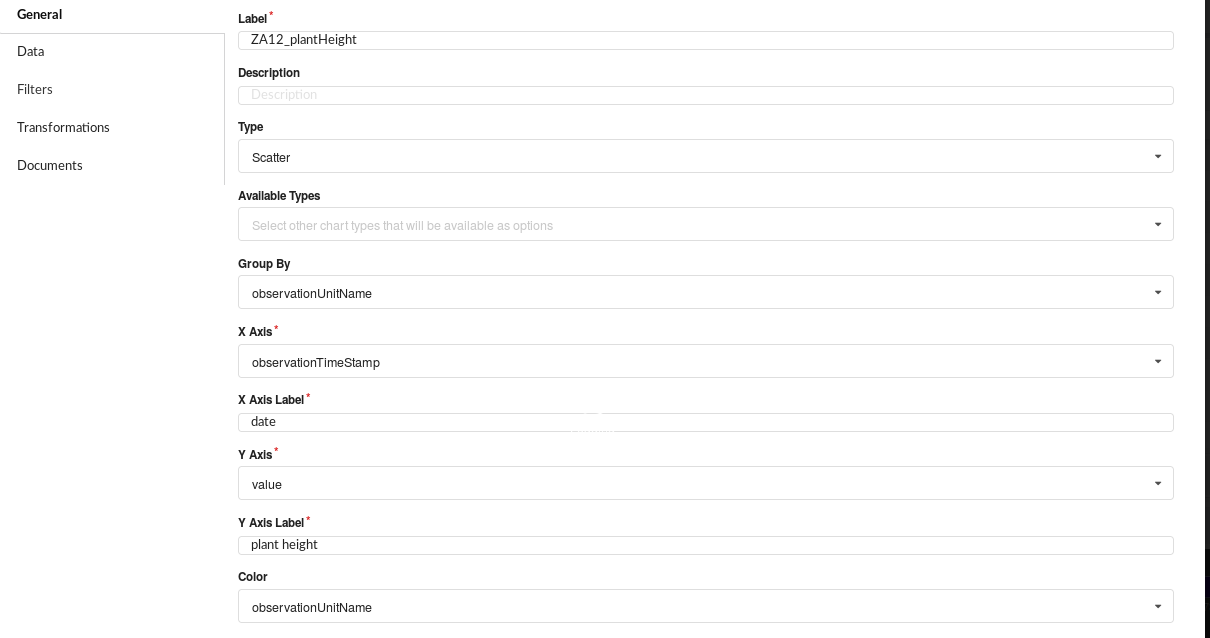 General
Data
Filters
Transformations
Documents
Label*
ZA12_plantHeight
Description
Description
Type
Scatter
Available Types
Select other chart types that will be available as options
Group By
observationUnitName
X Axis*
observationTimeStamp
X Axis Label*
date
Y Axis*
value
Y Axis Label*
plant height
Color
observationUnitName